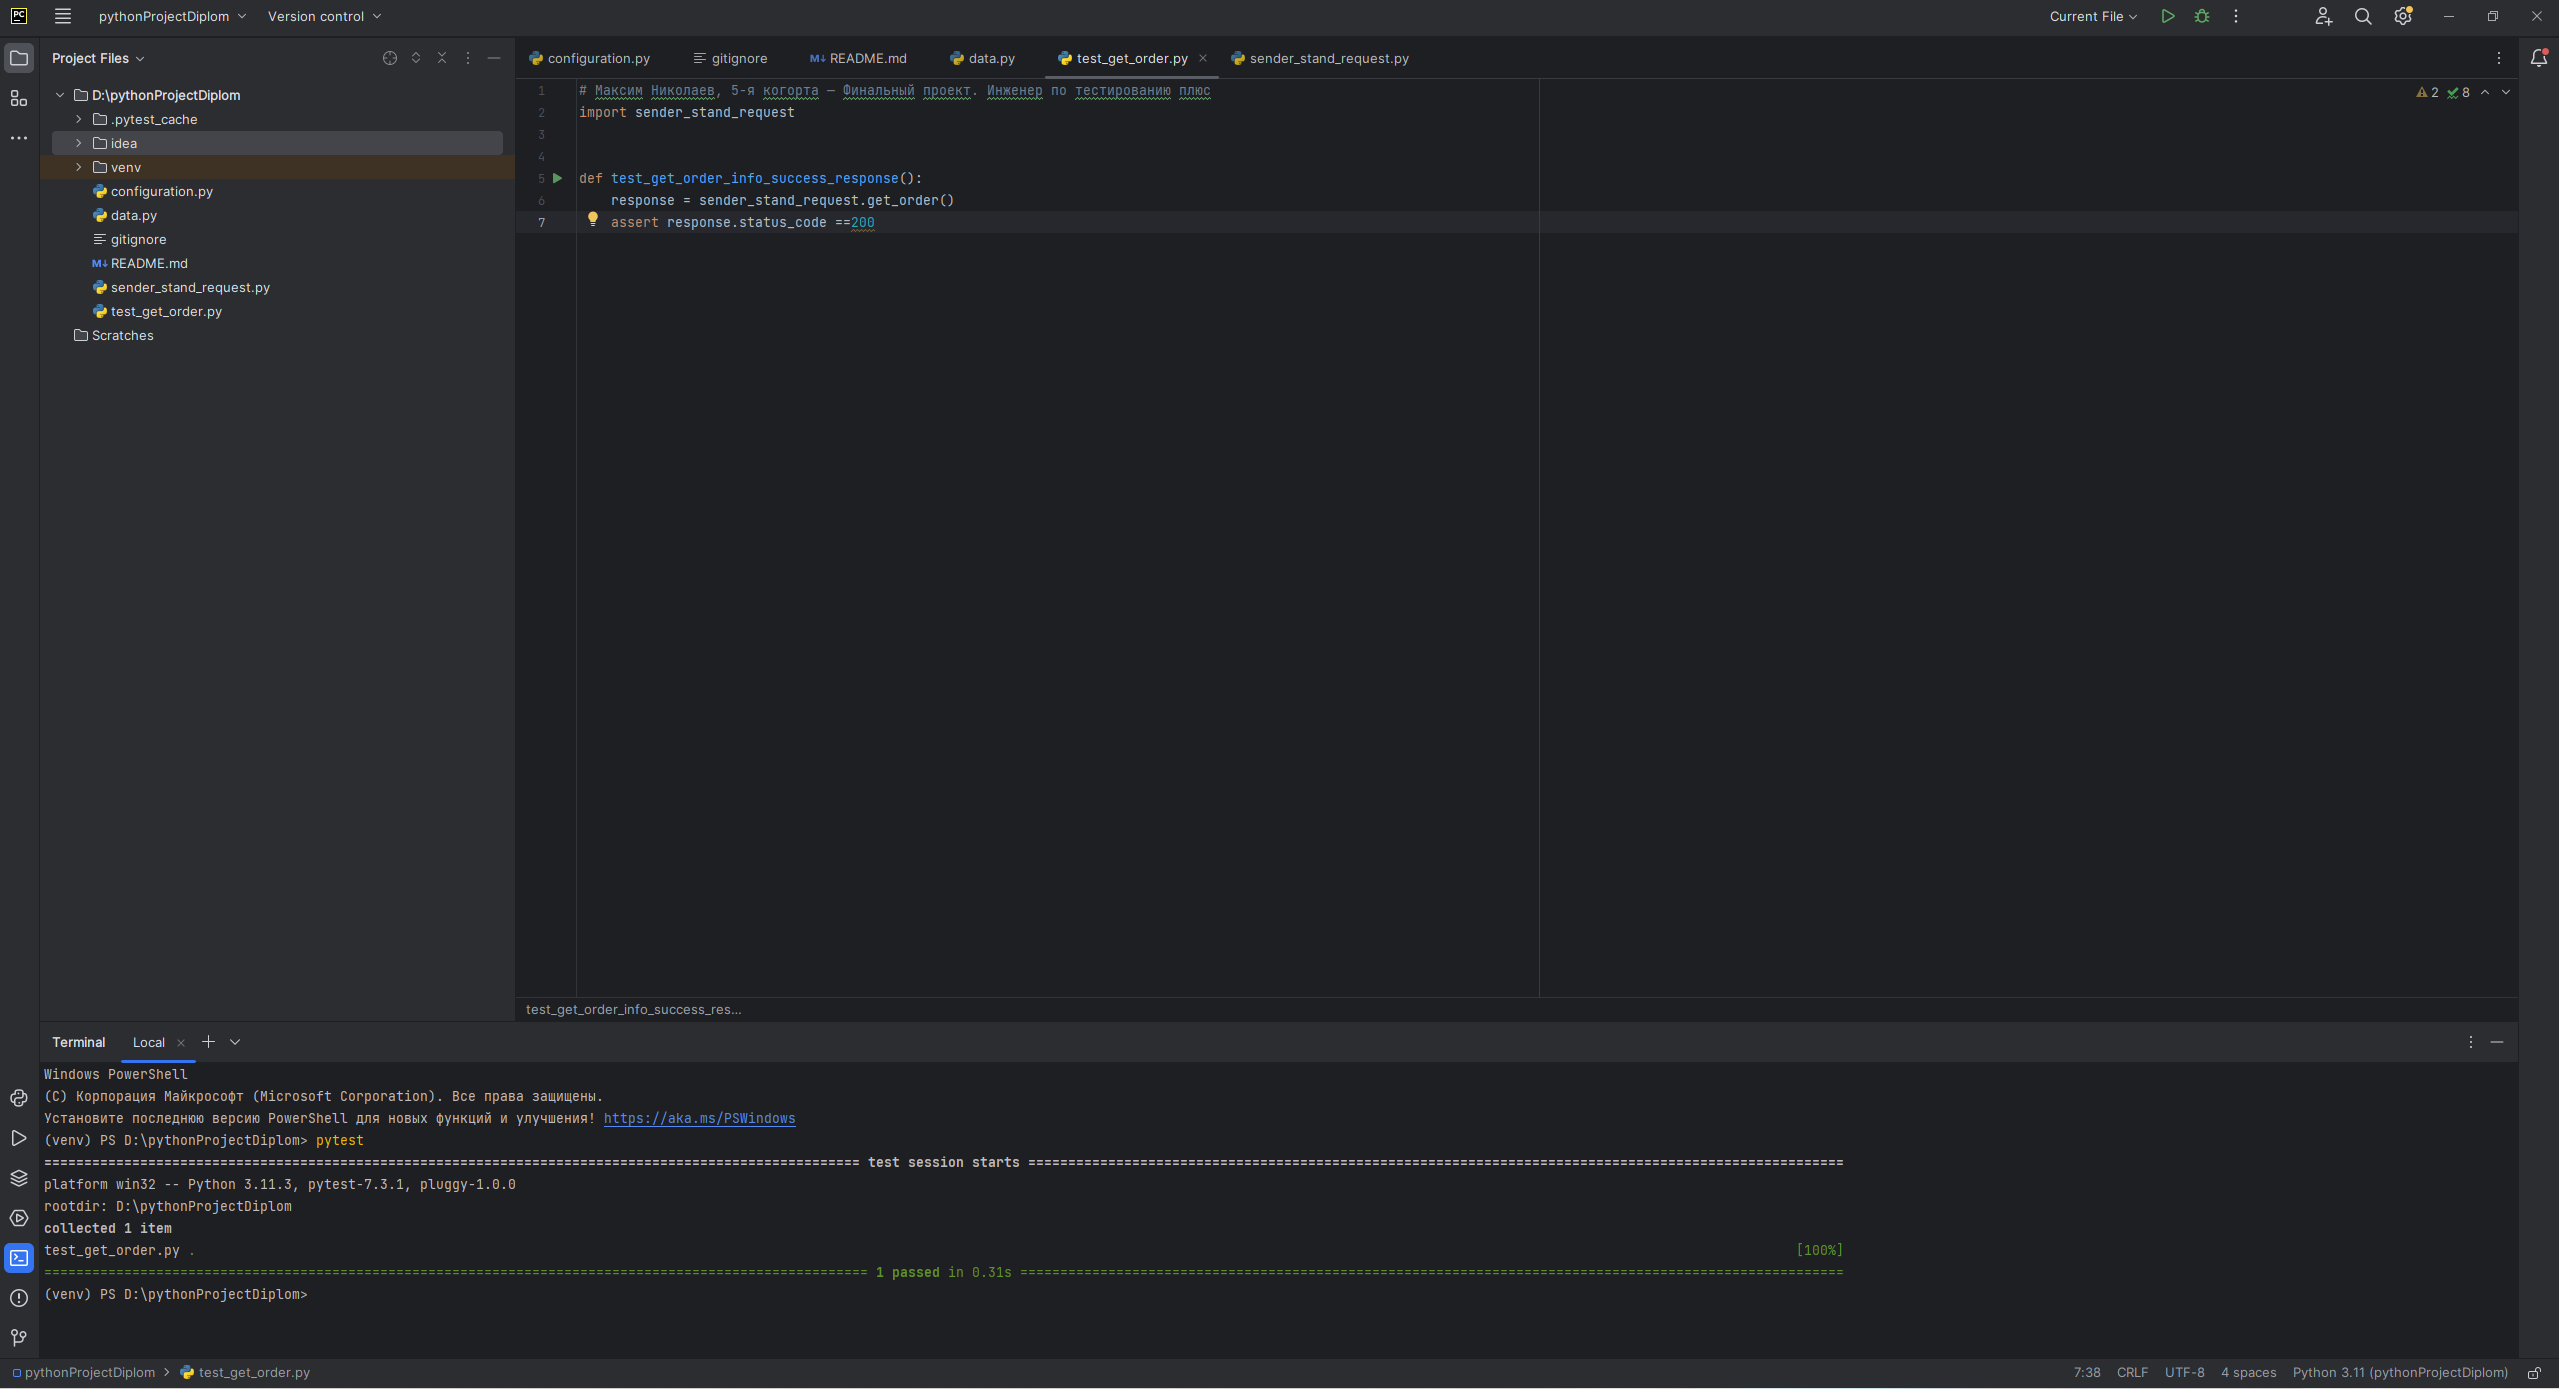 PC
pythonProjectDiplom
Version control
Current File
Project Files
D:\pythonProjectDiplom
.pytest_cache
idea
venv
configuration.py
data.py
gitignore
README.md
sender_stand_request.py
test_get_order.py
Scratches
configuration.py
gitignore
README.md
data.py
test_get_order.py
sender_stand_request.py
2 8
1 # Максим Николаев, 5-я когорта — Финальный проект. Инженер по тестированию плюс
2 import sender_stand_request
3
4
5 def test_get_order_info_success_response():
6 response = sender_stand_request.get_order()
7 assert response.status_code ==200
test_get_order_info_success_res...
Terminal
Local
Windows PowerShell
(C) Корпорация Майкрософт (Microsoft Corporation). Все права защищены.
Установите последнюю версию PowerShell для новых функций и улучшения! https://aka.ms/PSWindows
(venv) PS D:\pythonProjectDiplom> pytest
====== test session starts ======
platform win32 -- Python 3.11.3, pytest-7.3.1, pluggy-1.0.0
rootdir: D:\pythonProjectDiplom
collected 1 item
test_get_order.py . [100%]
====== 1 passed in 0.31s ======
(venv) PS D:\pythonProjectDiplom>
pythonProjectDiplom > test_get_order.py
7:38 CRLF UTF-8 4 spaces Python 3.11 (pythonProjectDiplom)